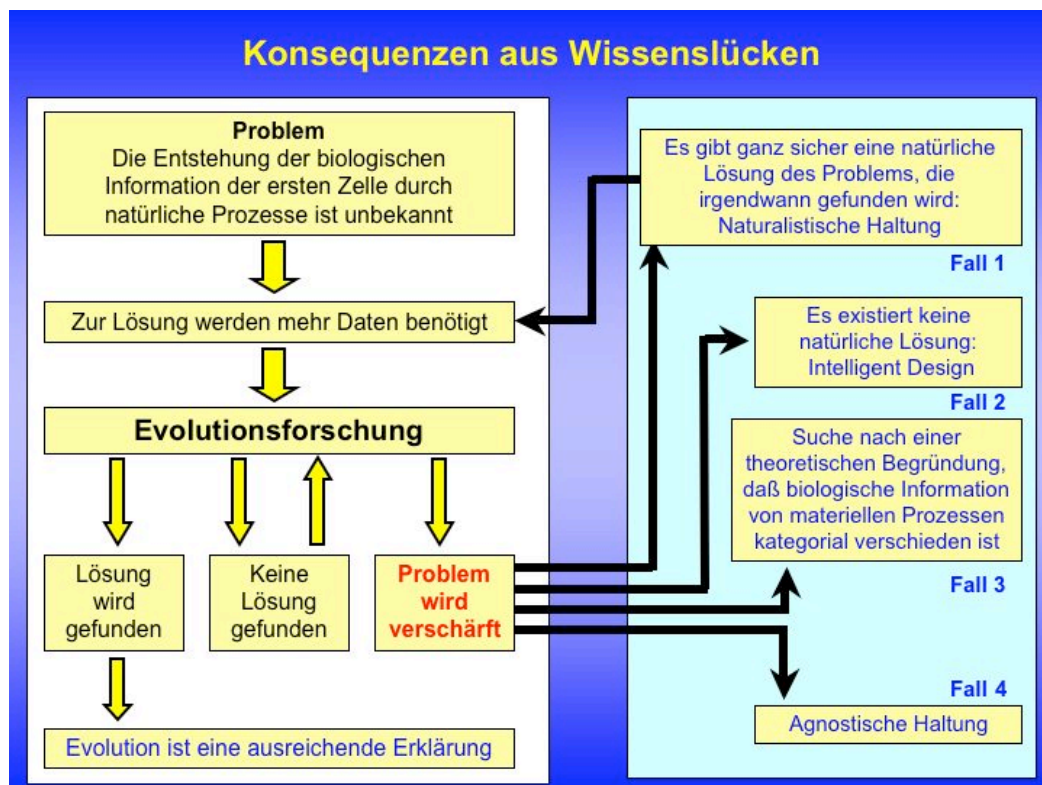 Konsequenzen aus Wissenslücken
Problem
Die Entstehung der biologischen
Information der ersten Zelle durch
natürliche Prozesse ist unbekannt
Zur Lösung werden mehr Daten benötigt
Evolutionsforschung
Lösung
wird
gefunden
Keine
Lösung
gefunden
Problem
wird
verschärft
Evolution ist eine ausreichende Erklärung
Es gibt ganz sicher eine natürliche
Lösung des Problems, die
irgendwann gefunden wird:
Naturalistische Haltung
Fall 1
Es existiert keine
natürliche Lösung:
Intelligent Design
Fall 2
Suche nach einer
theoretischen Begründung,
daß biologische Information
von materiellen Prozessen
kategorial verschieden ist
Fall 3
Fall 4
Agnostische Haltung